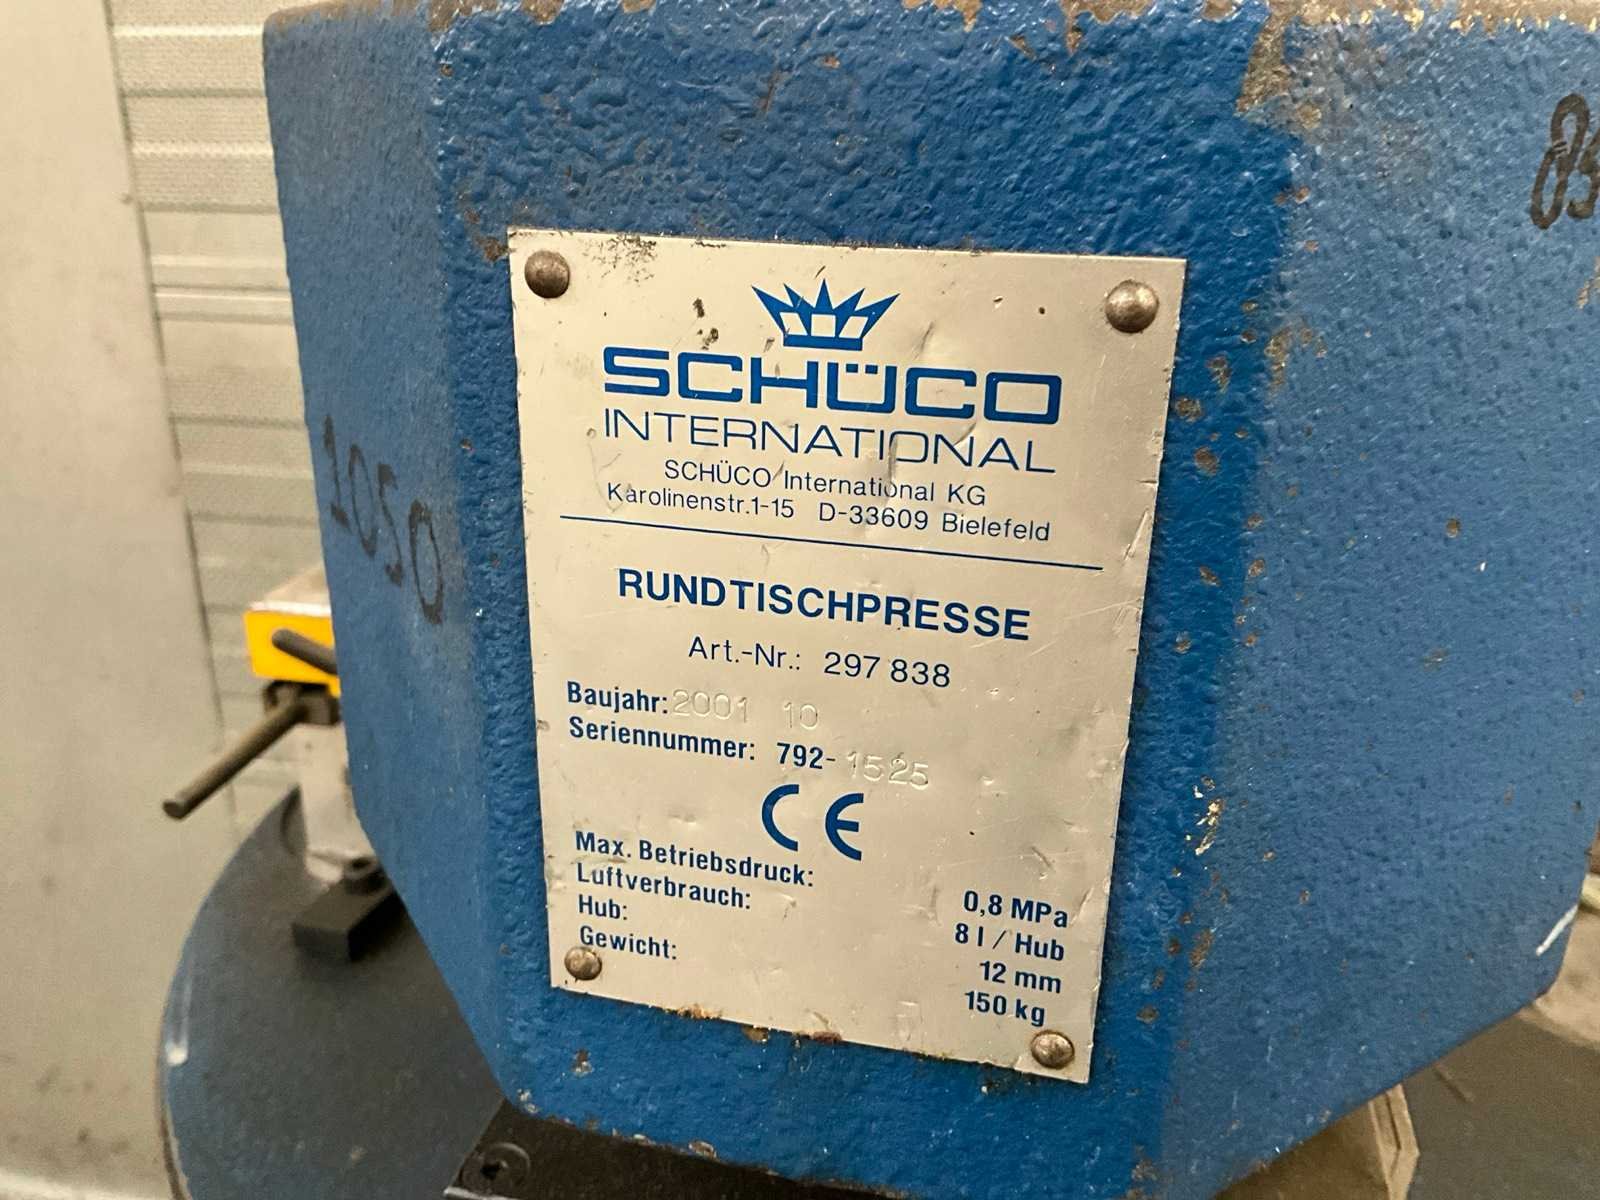 SCHÜCO
INTERNATIONAL
SCHÜCO International KG
Karolinenstr.1-15 D-33609 Bielefeld
RUNDTISCHPRESSE
Art.-Nr.: 297 838
Baujahr: 2001 10
Seriennummer: 792-1525
CE
Max. Betriebsdruck: 0,8 MPa
Luftverbrauch: 8 l / Hub
Hub: 12 mm
Gewicht: 150 kg
1050